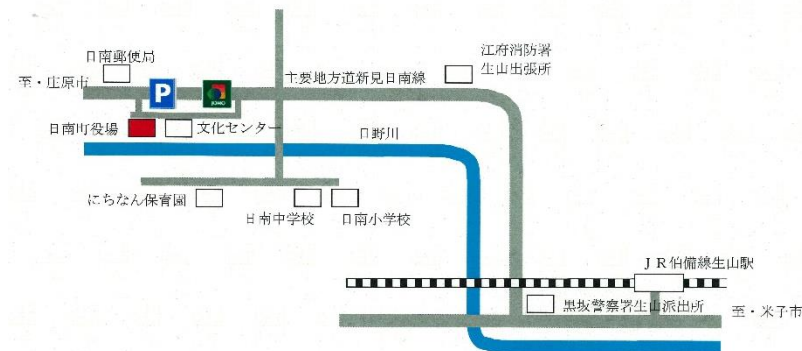 日南郵便局
江府消防署
生山出張所
至・庄原市
P
JOMO
主要地方道新見日南線
日南町役場
文化センター
日野川
にちなん保育園
日南中学校
日南小学校
JR伯備線生山駅
黒坂警察署生山派出所
至・米子市